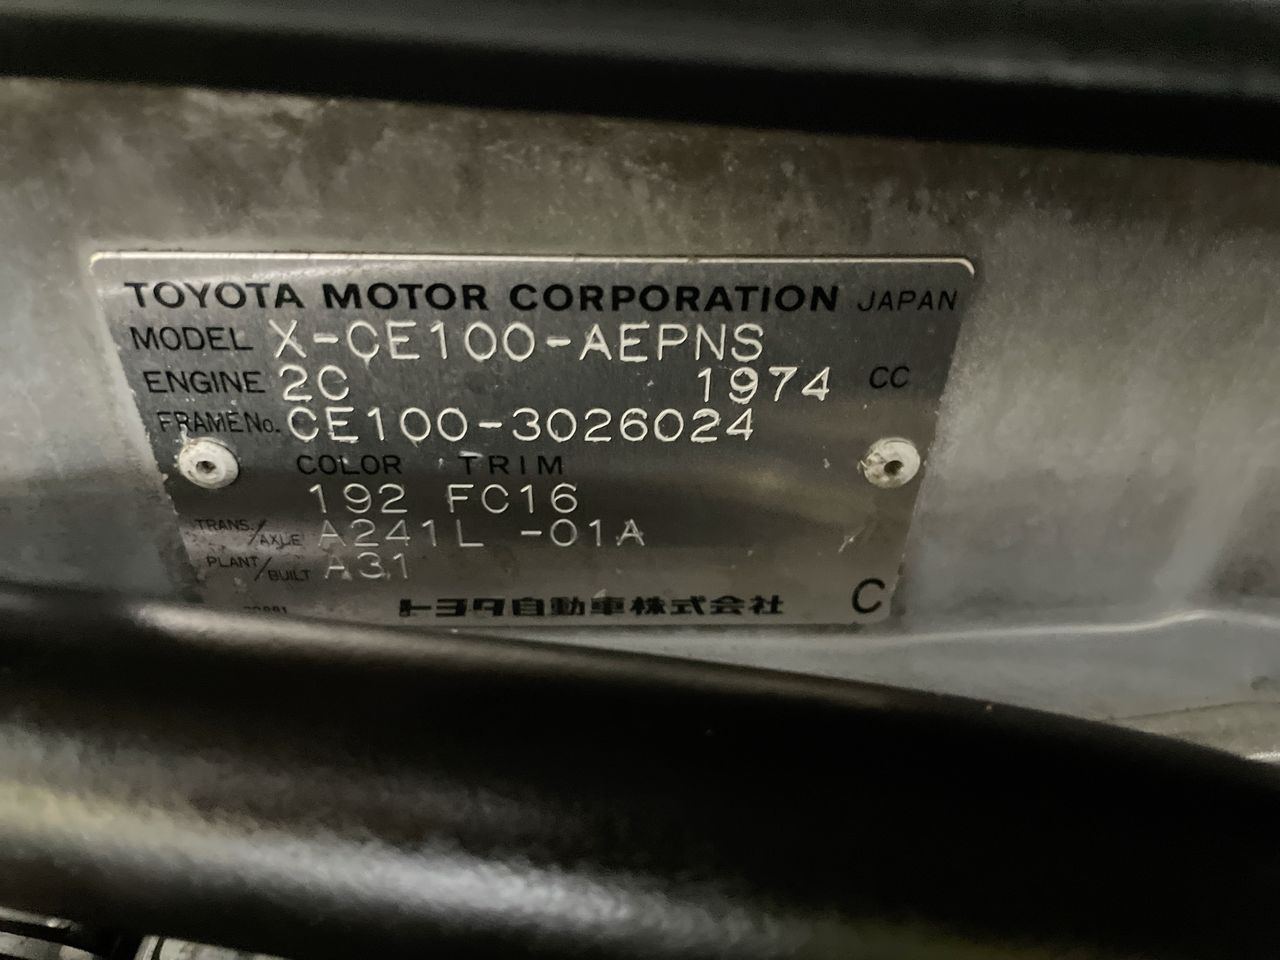 TOYOTA MOTOR CORPORATION JAPAN
MODEL X-CE100-AEPNS
ENGINE 2C 1974 CC
FRAME No. CE100-3026024
COLOR TRIM
192 FC16
TRANS./AXLE A241L -01A
PLANT/BUILT A31
トヨタ自動車株式会社 C